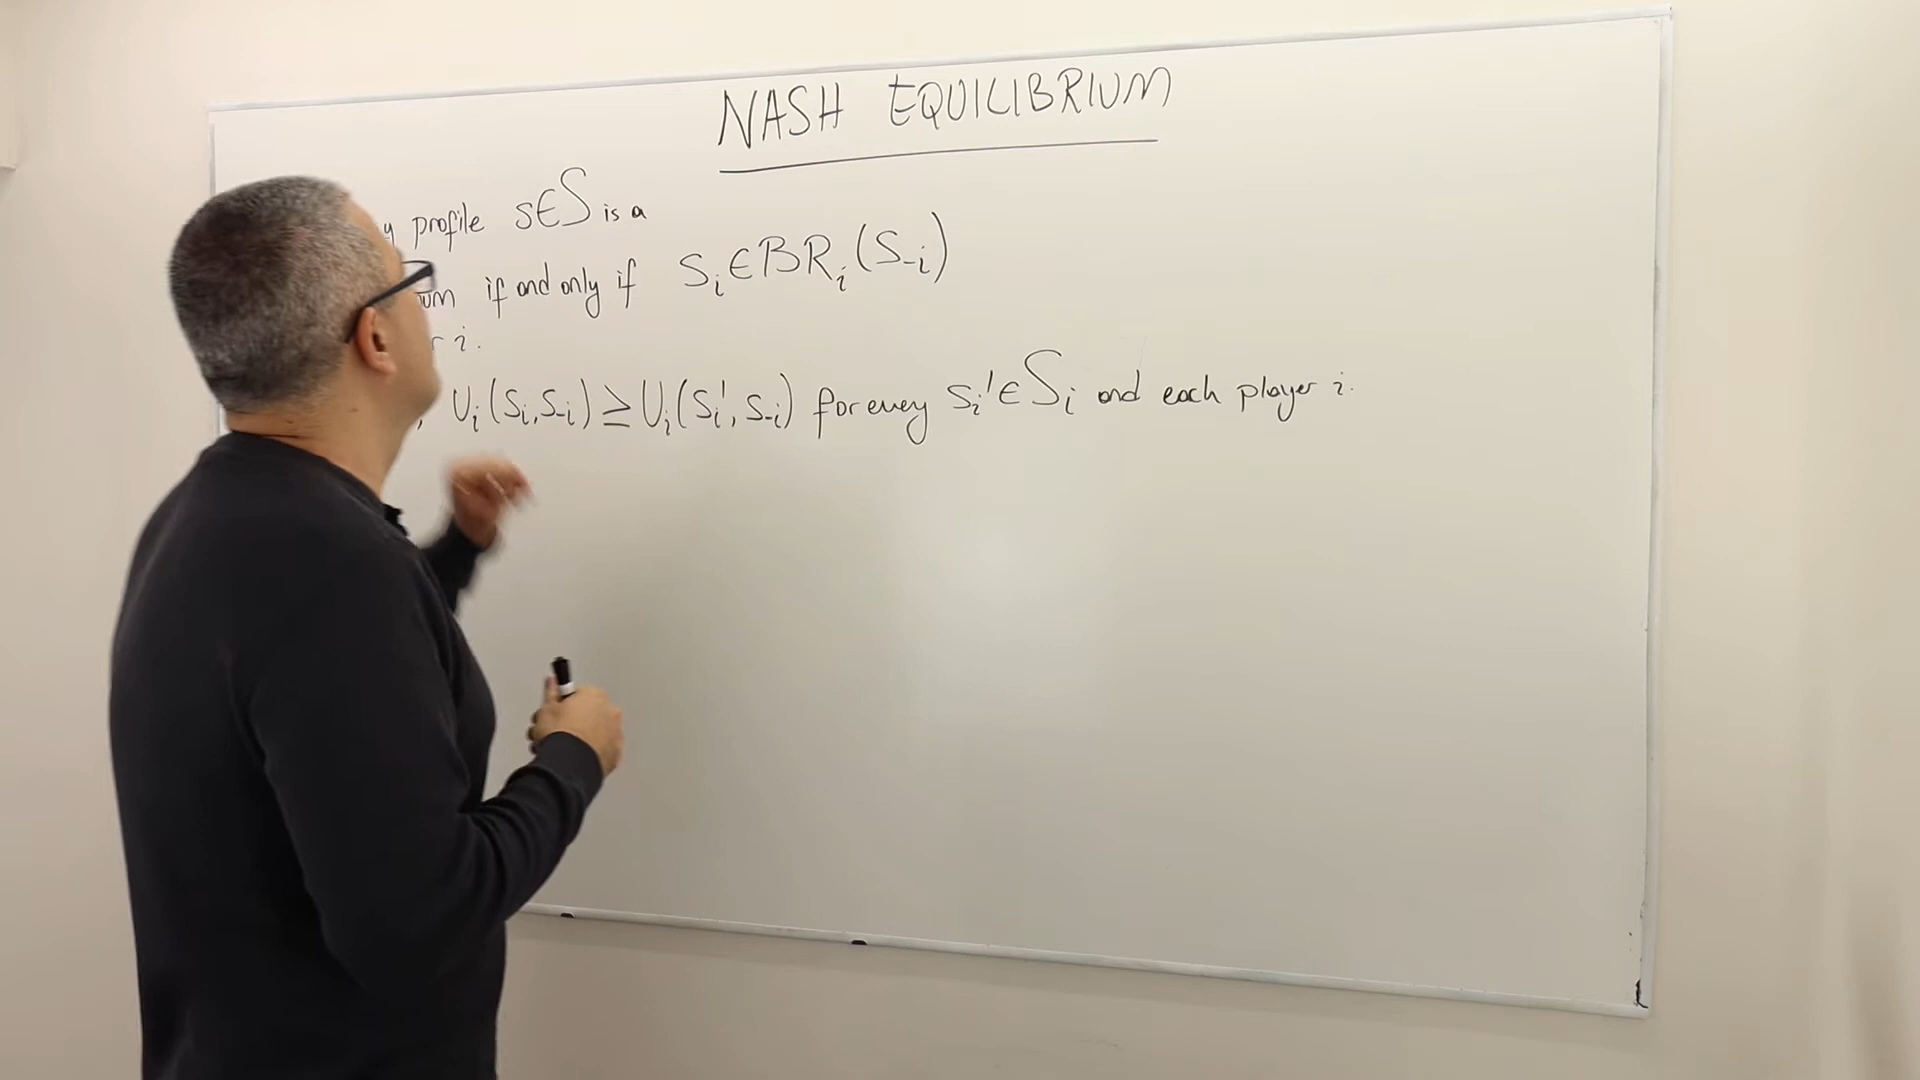 NASH EQUILIBRIUM
profile s∈S is a
if and only if s_i∈BR_i(s_{-i})
i.
U_i(s_i,s_{-i}) ≥ U_i(s_i', s_{-i}) for every s_i'∈S_i and each player i.